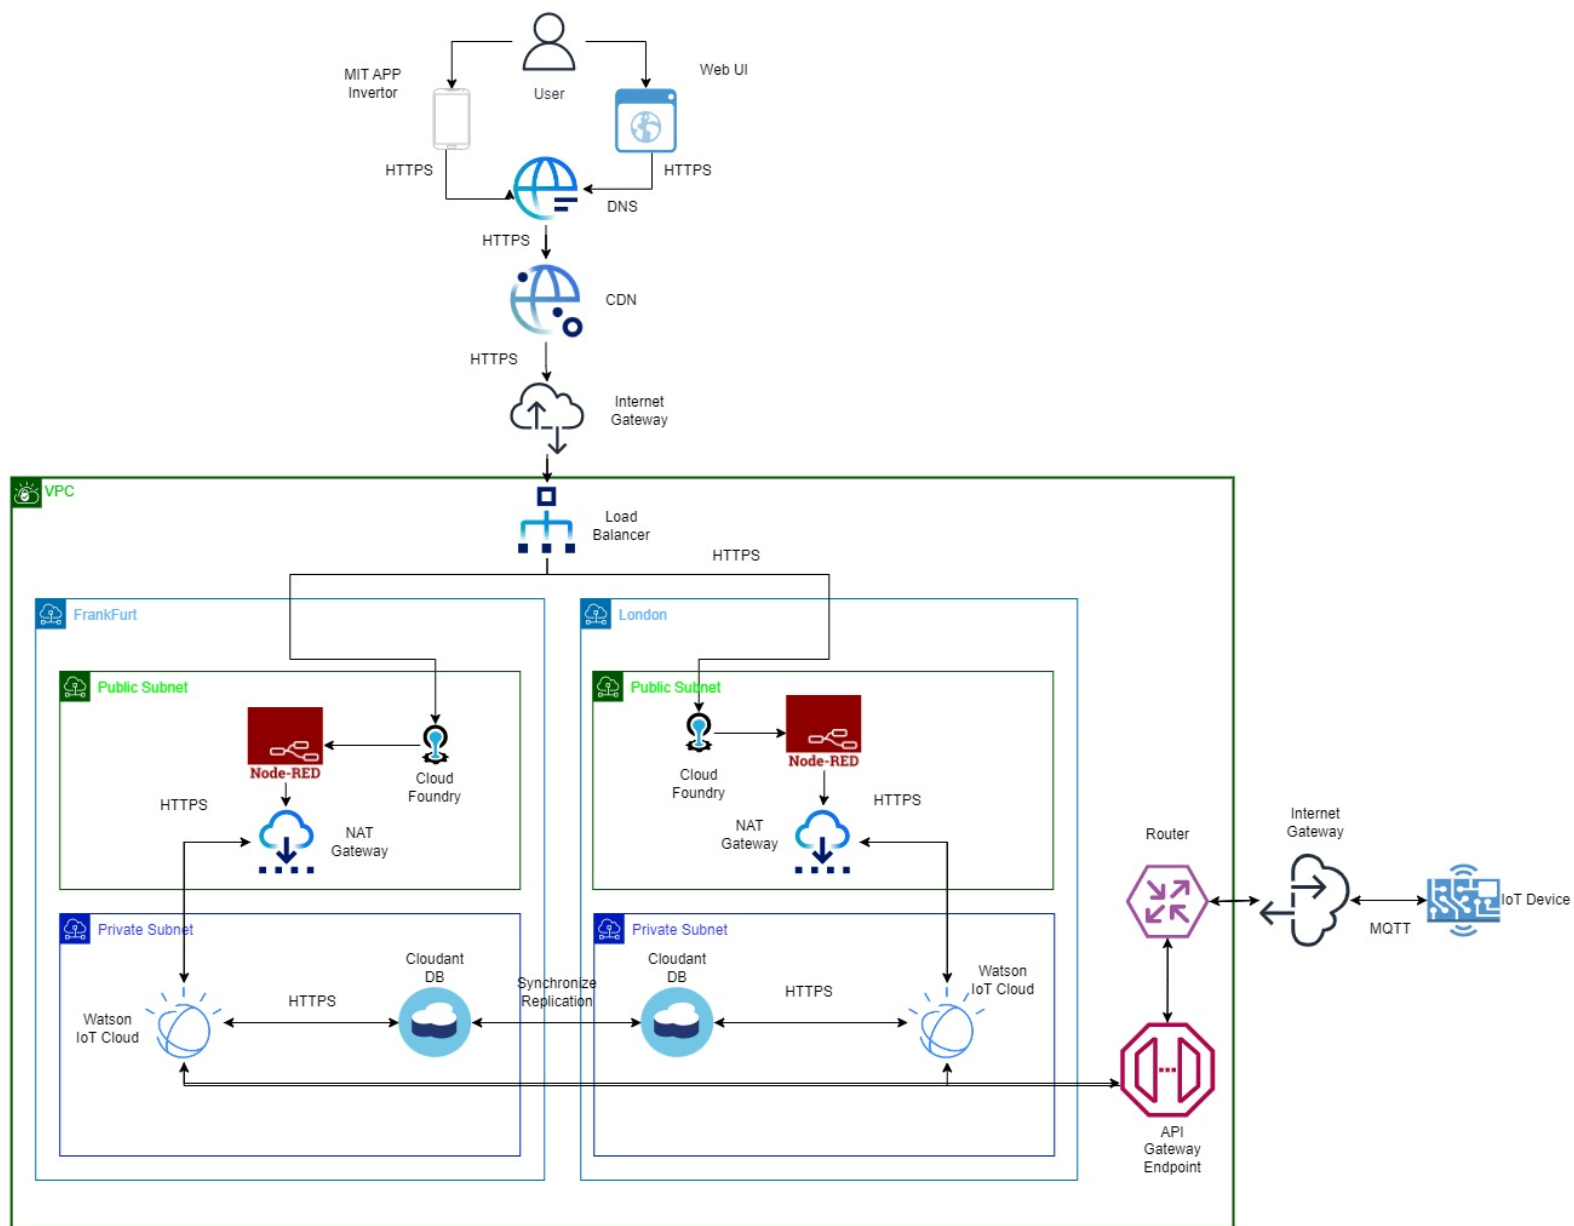 User
MIT APP
Invertor
Web UI
HTTPS
HTTPS
DNS
HTTPS
CDN
HTTPS
Internet
Gateway
VPC
Load
Balancer
HTTPS
FrankFurt
London
Public Subnet
Public Subnet
Node-RED
Cloud
Foundry
HTTPS
NAT
Gateway
Cloud
Foundry
Node-RED
HTTPS
NAT
Gateway
Private Subnet
Private Subnet
Watson
IoT Cloud
HTTPS
Cloudant
DB
Synchronize
Replication
Cloudant
DB
HTTPS
Watson
IoT Cloud
Router
Internet
Gateway
MQTT
IoT Device
API
Gateway
Endpoint